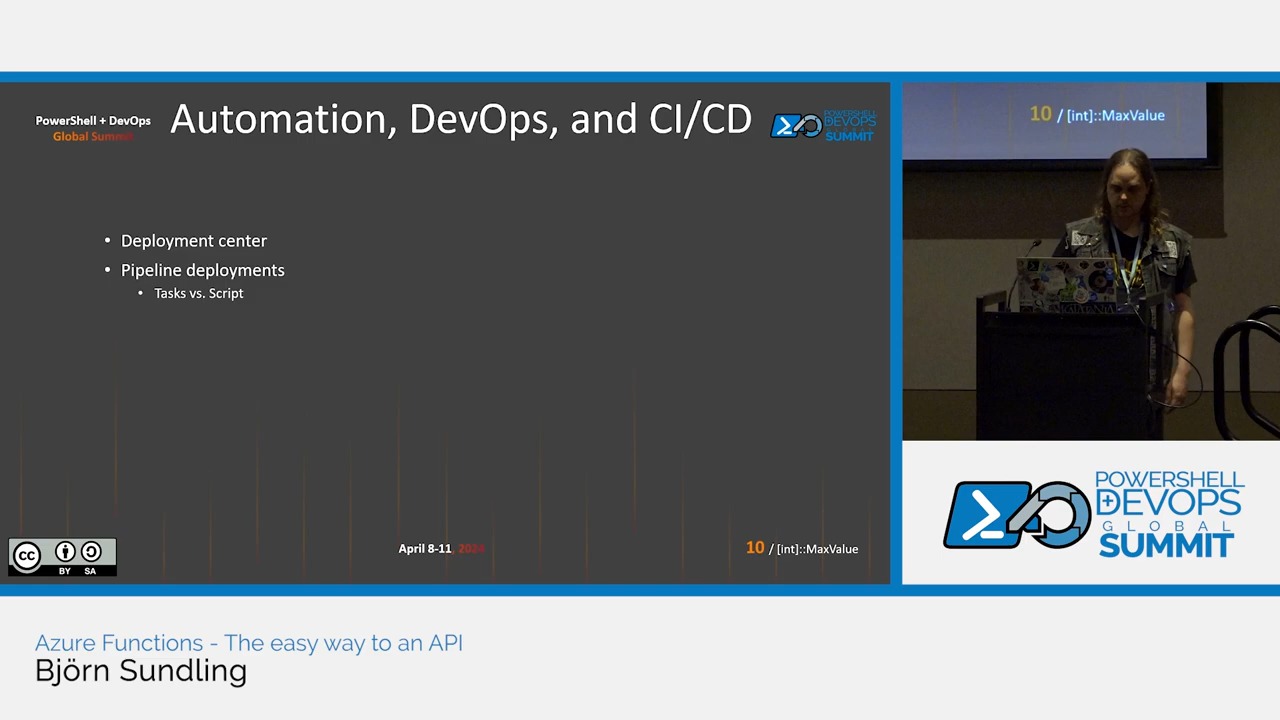 PowerShell + DevOps
Global Summit
Automation, DevOps, and CI/CD
POWERSHELL
+DEVOPS
GLOBAL
SUMMIT
• Deployment center
• Pipeline deployments
• Tasks vs. Script
cc
BY SA
April 8-11, 2024
10 / [int]::MaxValue
10 / [int]::MaxValue
POWERSHELL
+DEVOPS
GLOBAL
SUMMIT
Azure Functions - The easy way to an API
Björn Sundling